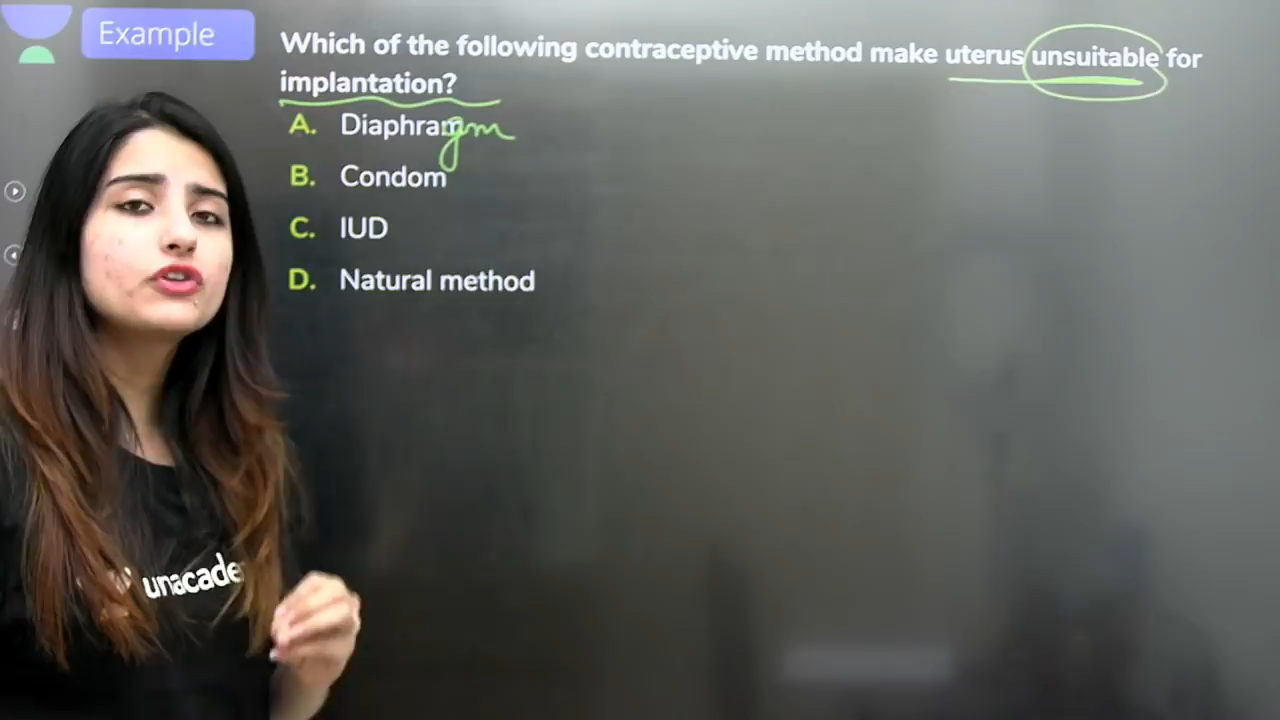 Example
Which of the following contraceptive method make uterus unsuitable for
implantation?
A. Diaphragm
B. Condom
C. IUD
D. Natural method
unacade